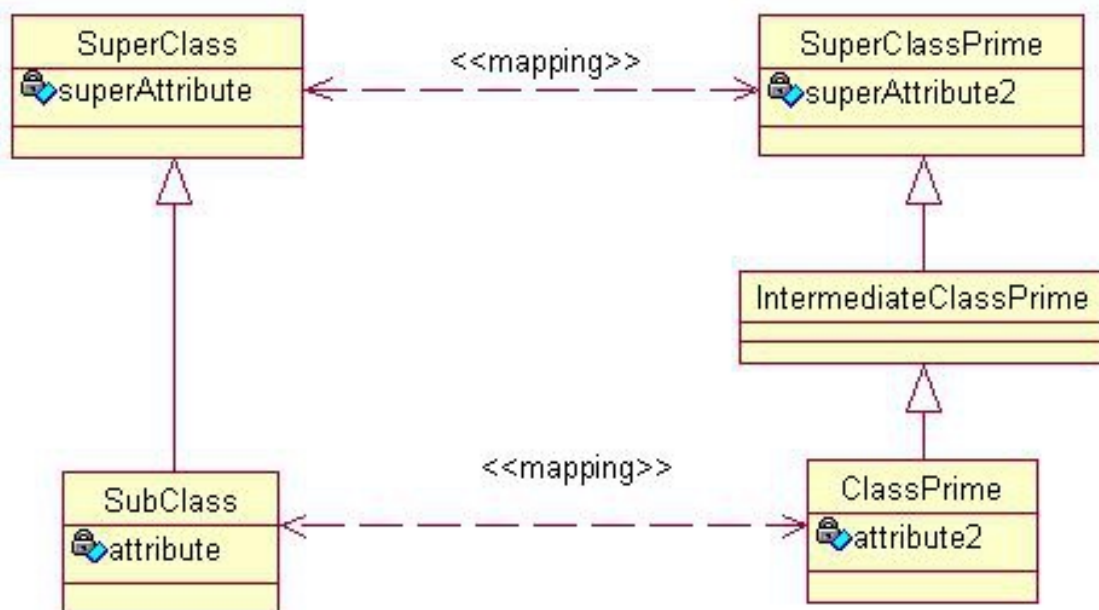 SuperClass
superAttribute
<<mapping>>
SuperClassPrime
superAttribute2
IntermediateClassPrime
<<mapping>>
SubClass
attribute
ClassPrime
attribute2